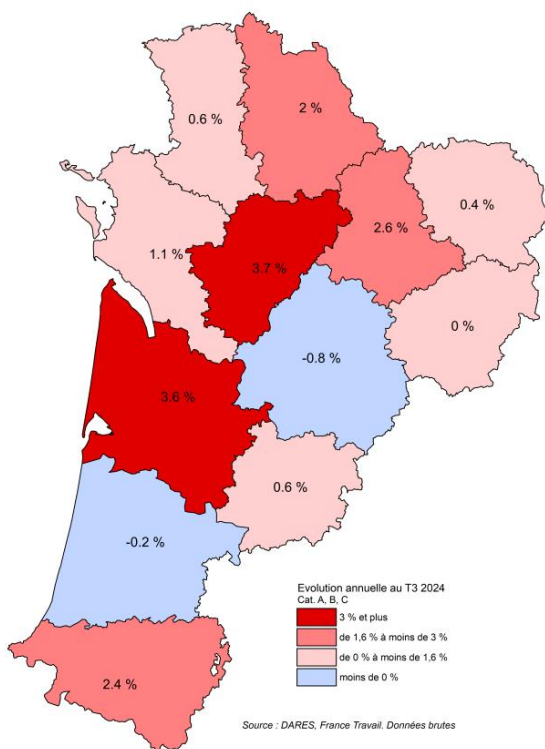 0.6 %
2 %
0.4 %
2.6 %
1.1 %
3.7 %
0 %
-0.8 %
3.6 %
0.6 %
-0.2 %
2.4 %
Evolution annuelle au T3 2024
Cat. A, B, C
3 % et plus
de 1,6 % à moins de 3 %
de 0 % à moins de 1,6 %
moins de 0 %
Source : DARES, France Travail. Données brutes